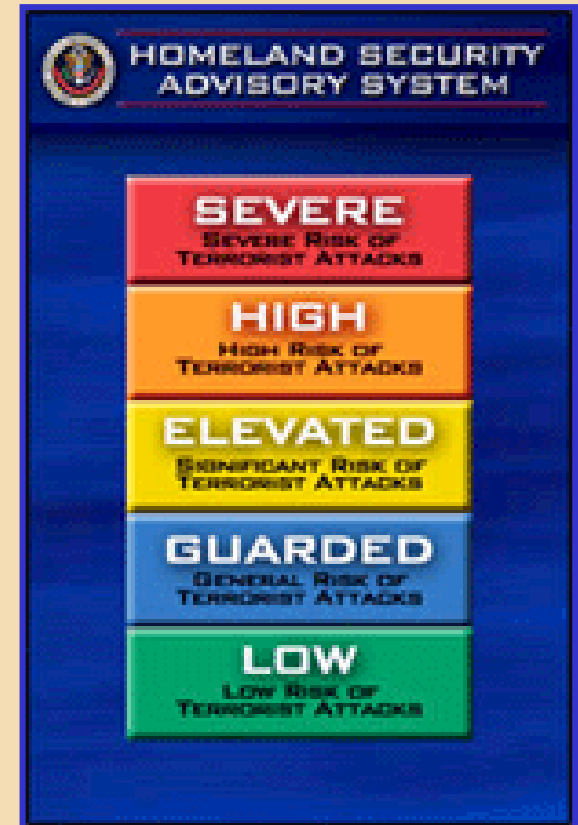 HOMELAND SECURITY
ADVISORY SYSTEM
SEVERE
SEVERE RISK OF
TERRORIST ATTACKS
HIGH
HIGH RISK OF
TERRORIST ATTACKS
ELEVATED
SIGNIFICANT RISK OF
TERRORIST ATTACKS
GUARDED
GENERAL RISK OF
TERRORIST ATTACKS
LOW
LOW RISK OF
TERRORIST ATTACKS